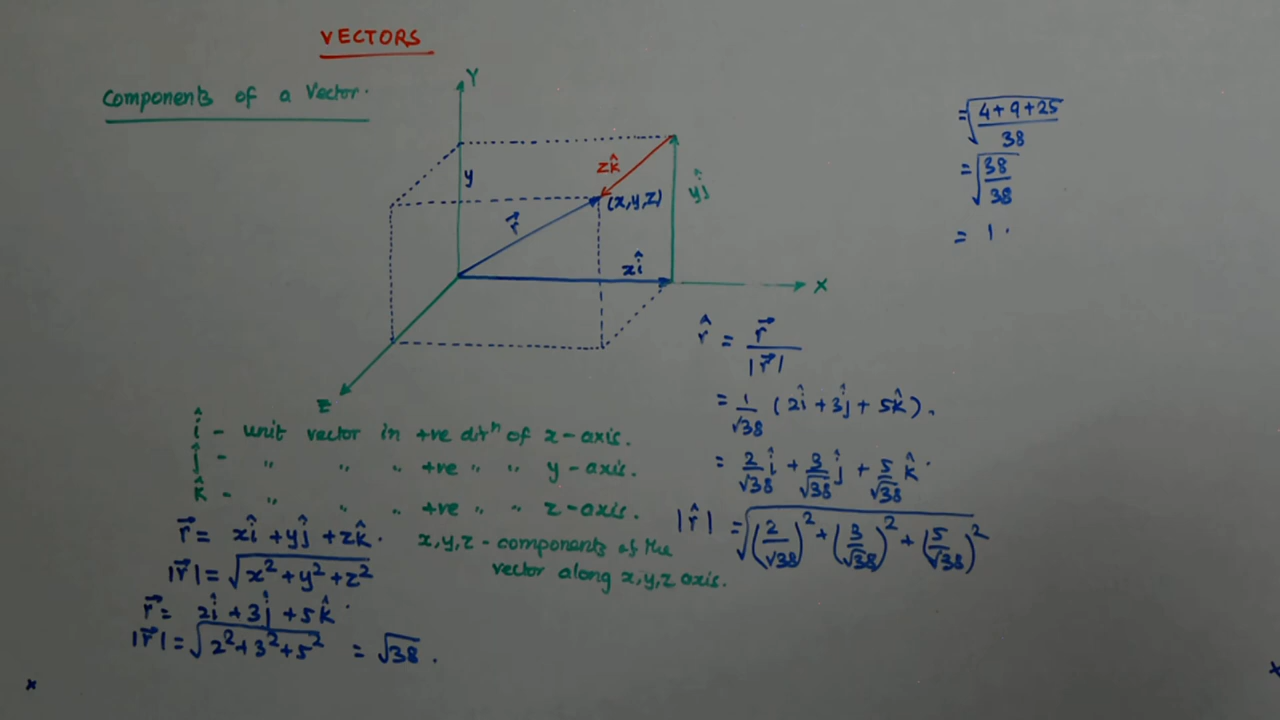 VECTORS
Components of a Vector.
Y
y
zk̂
(x,y,z)
yĵ
r⃗
xî
X
Z
î - unit vector in +ve dirⁿ of x-axis.
ĵ - " " " +ve " " y-axis.
k̂ - " " " +ve " " z-axis.
r⃗ = xî + yĵ + zk̂.
x,y,z - components of the
vector along x,y,z axis.
|r⃗| = √(x² + y² + z²)
r⃗ = 2î + 3ĵ + 5k̂.
|r⃗| = √(2² + 3² + 5²) = √38.
r̂ = r⃗ / |r⃗|
= 1/√38 (2î + 3ĵ + 5k̂).
= 2/√38 î + 3/√38 ĵ + 5/√38 k̂.
|r̂| = √((2/√38)² + (3/√38)² + (5/√38)²)
= √((4+9+25)/38)
= √(38/38)
= 1.
x
x